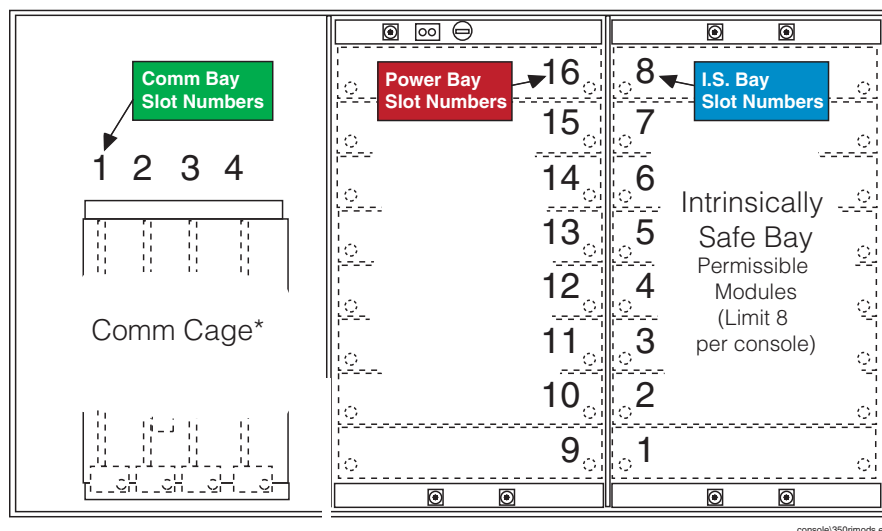 Comm Bay
Slot Numbers
1 2 3 4
Comm Cage*
Power Bay
Slot Numbers
16
15
14
13
12
11
10
9
I.S. Bay
Slot Numbers
8
7
6
5
4
3
2
1
Intrinsically
Safe Bay
Permissible
Modules
(Limit 8
per console)